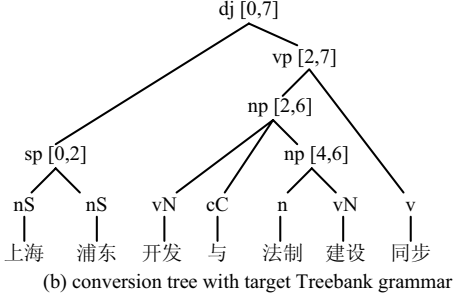 dj [0,7]
vp [2,7]
np [2,6]
sp [0,2] np [4,6]
nS nS vN cC n vN v
上海 浦东 开发 与 法制 建设 同步
(b) conversion tree with target Treebank grammar